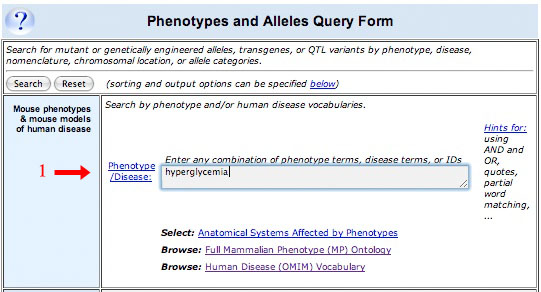 ?
Phenotypes and Alleles Query Form
Search for mutant or genetically engineered alleles, transgenes, or QTL variants by phenotype, disease,
nomenclature, chromosomal location, or allele categories.
Search Reset (sorting and output options can be specified below)
Mouse phenotypes
& mouse models
of human disease
Search by phenotype and/or human disease vocabularies.
1
Phenotype
/Disease:
Enter any combination of phenotype terms, disease terms, or IDs
hyperglycemia
Hints for:
using
AND and
OR,
quotes,
partial
word
matching,
...
Select: Anatomical Systems Affected by Phenotypes
Browse: Full Mammalian Phenotype (MP) Ontology
Browse: Human Disease (OMIM) Vocabulary